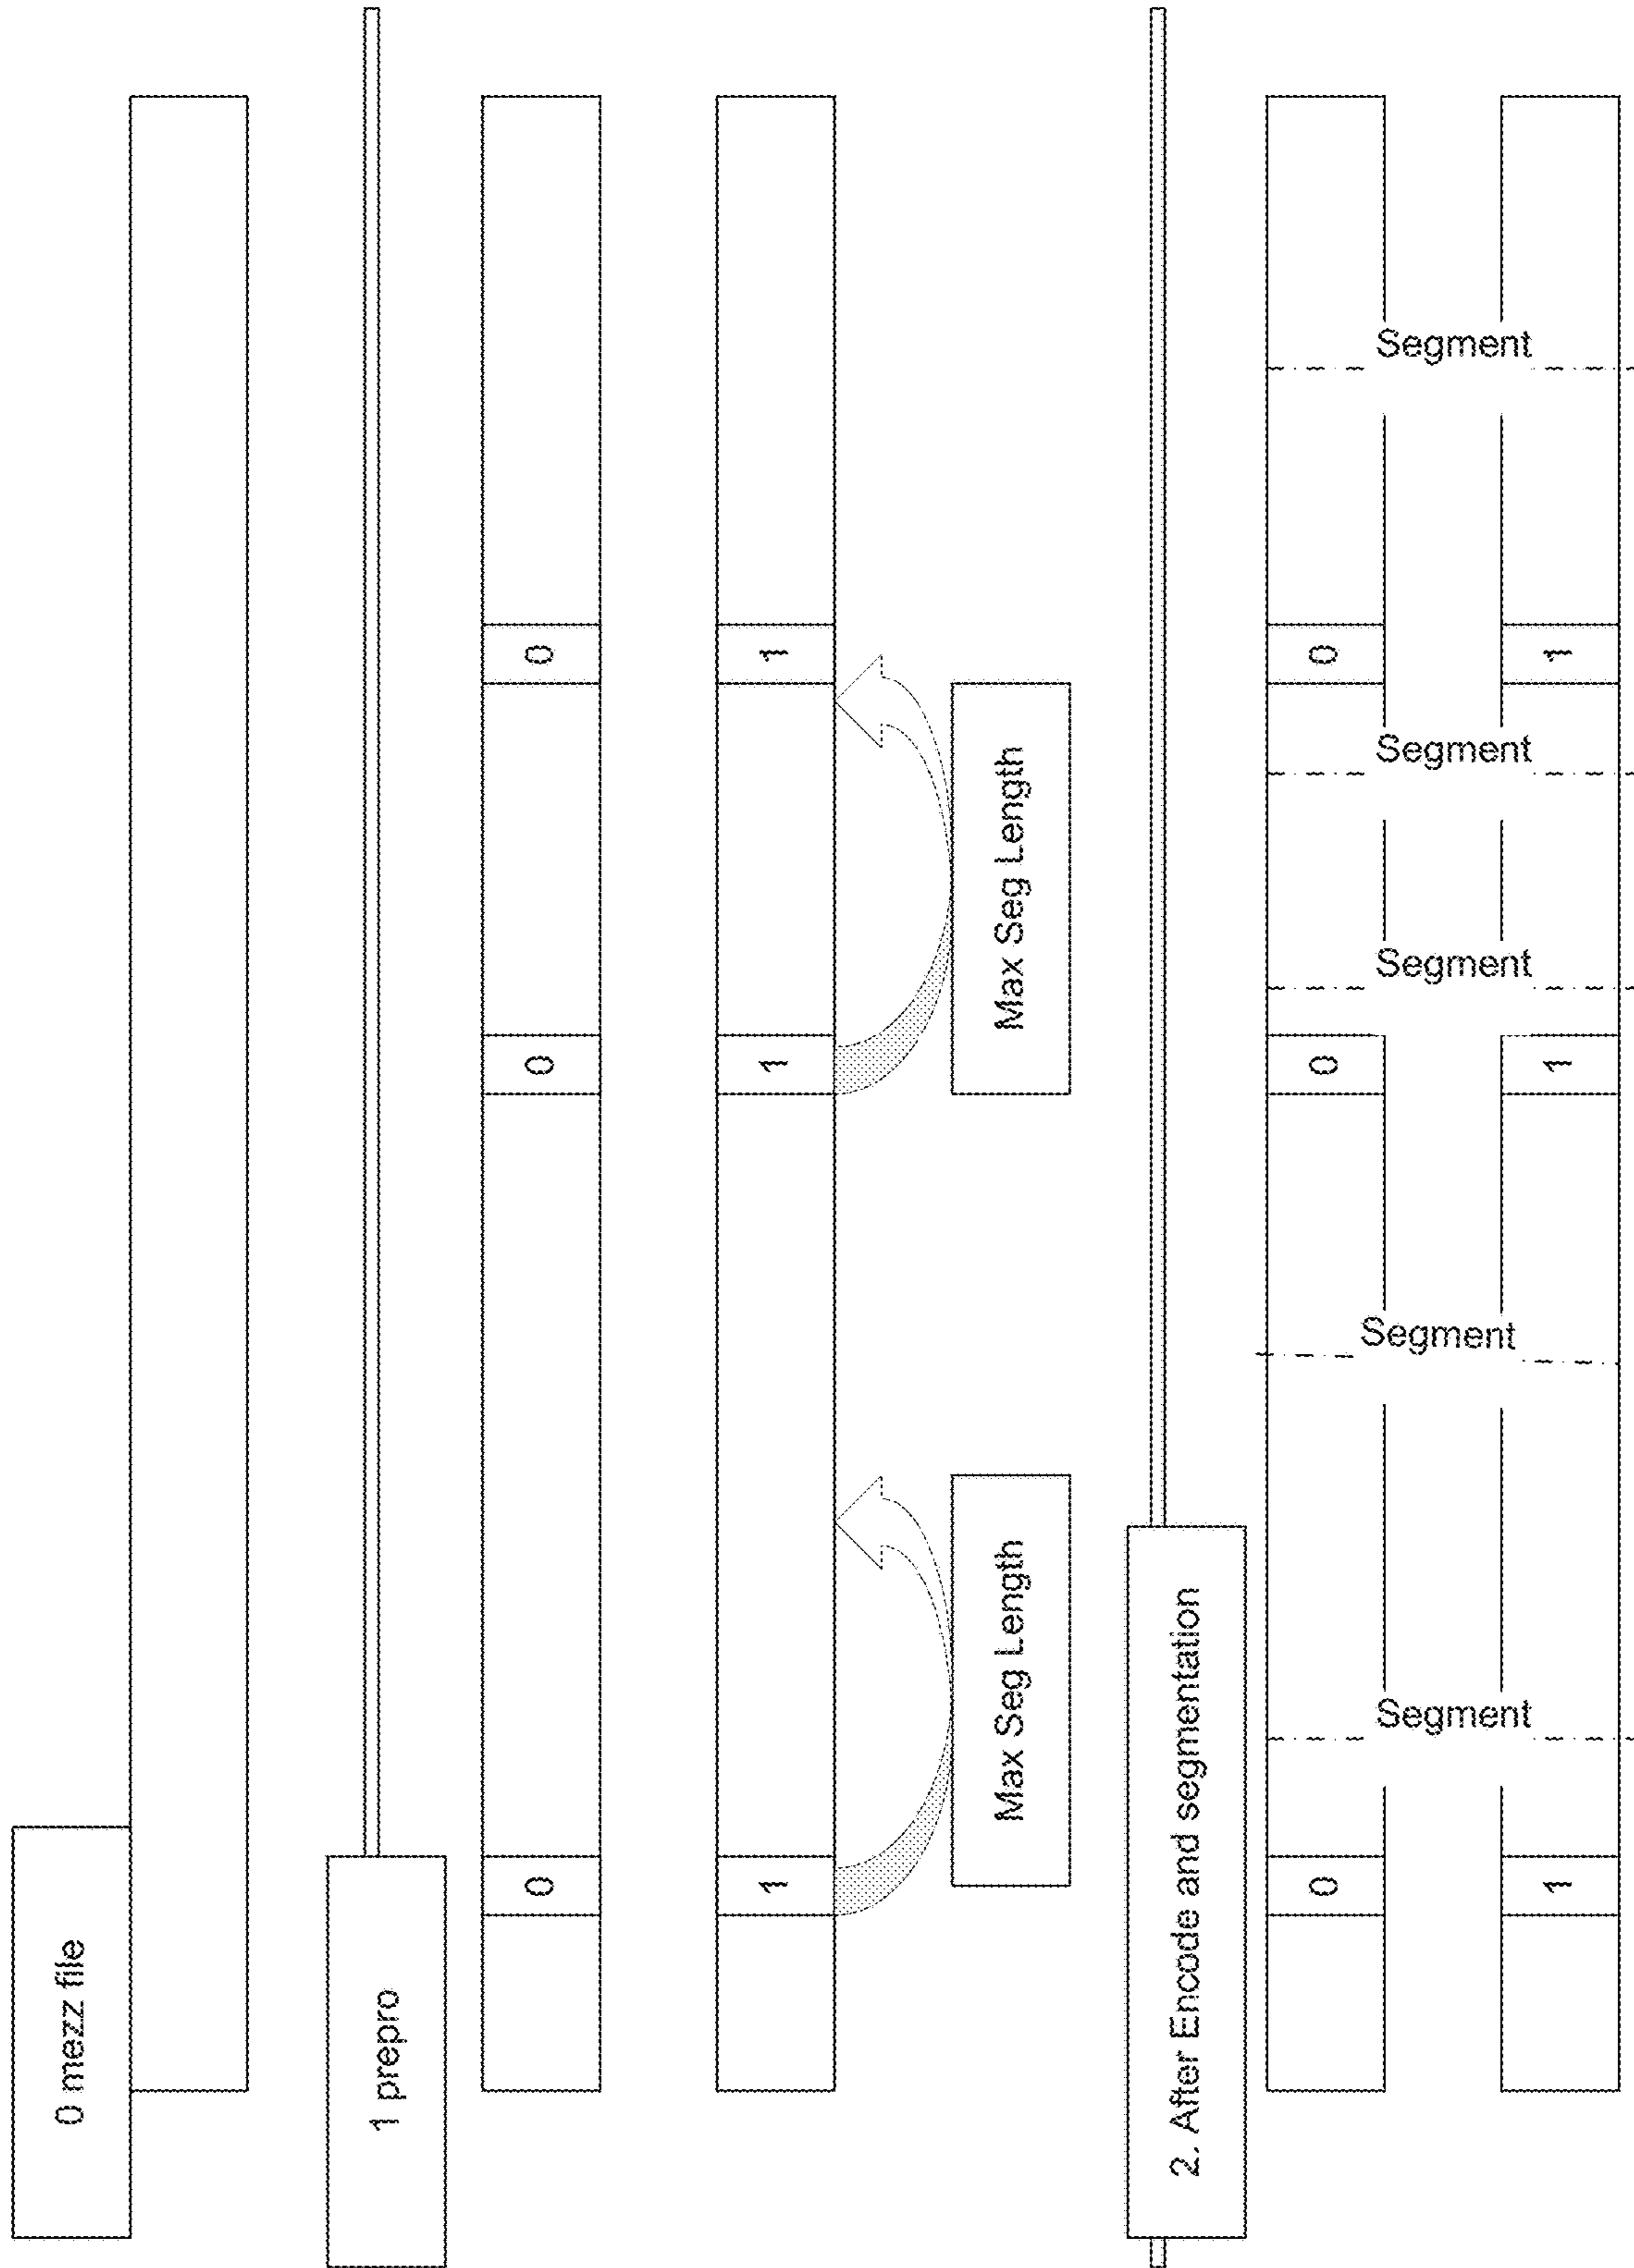 0 mezz file
1 prepro
0
0
0
1
1
1
Max Seg Length
Max Seg Length
2. After Encode and segmentation
0
0
0
Segment
Segment
Segment
Segment
Segment
1
1
1